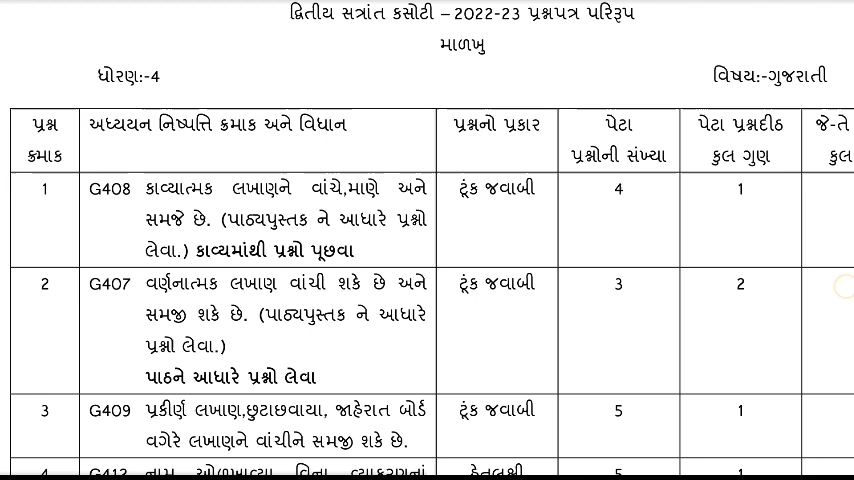 દ્વિતીય સત્રાંત કસોટી – 2022-23 પ્રશ્નપત્ર પરિરૂપ
માળખુ
ધોરણ:-4 વિષય:-ગુજરાતી
પ્રશ્ન અધ્યયન નિષ્પત્તિ ક્રમાક અને વિધાન પ્રશ્નનો પ્રકાર પેટા પેટા પ્રશ્નદીઠ જે-તે
ક્રમાક પ્રશ્નોની સંખ્યા કુલ ગુણ કુલ
1 G408 કાવ્યાત્મક લખાણને વાંચે,માણે અને ટૂંક જવાબી 4 1
સમજે છે. (પાઠ્યપુસ્તક ને આધારે પ્રશ્નો
લેવા.) કાવ્યમાંથી પ્રશ્નો પૂછવા
2 G407 વર્ણનાત્મક લખાણ વાંચી શકે છે અને ટૂંક જવાબી 3 2
સમજી શકે છે. (પાઠ્યપુસ્તક ને આધારે
પ્રશ્નો લેવા.)
પાઠને આધારે પ્રશ્નો લેવા
3 G409 પ્રકીર્ણ લખાણ,છુટાછવાયા, જાહેરાત બોર્ડ ટૂંક જવાબી 5 1
વગેરે લખાણને વાંચીને સમજી શકે છે.
4 G412 નામ ઓળખાવ્યા વિના વ્યાકરણનાં હેતુલક્ષી 5 1